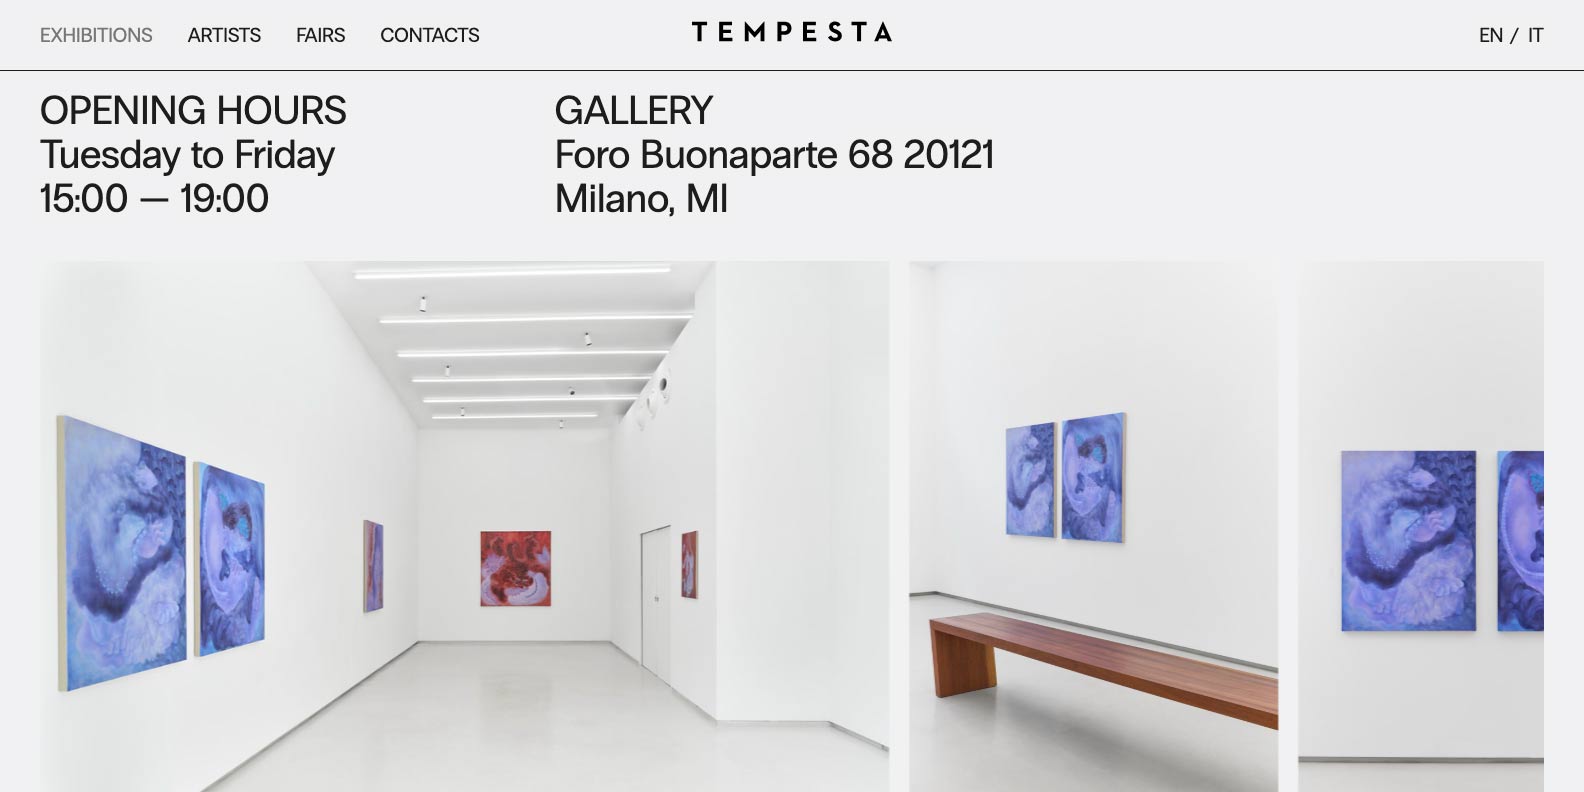 EXHIBITIONS ARTISTS FAIRS CONTACTS
TEMPESTA
EN / IT
OPENING HOURS
Tuesday to Friday
15:00 — 19:00
GALLERY
Foro Buonaparte 68 20121
Milano, MI